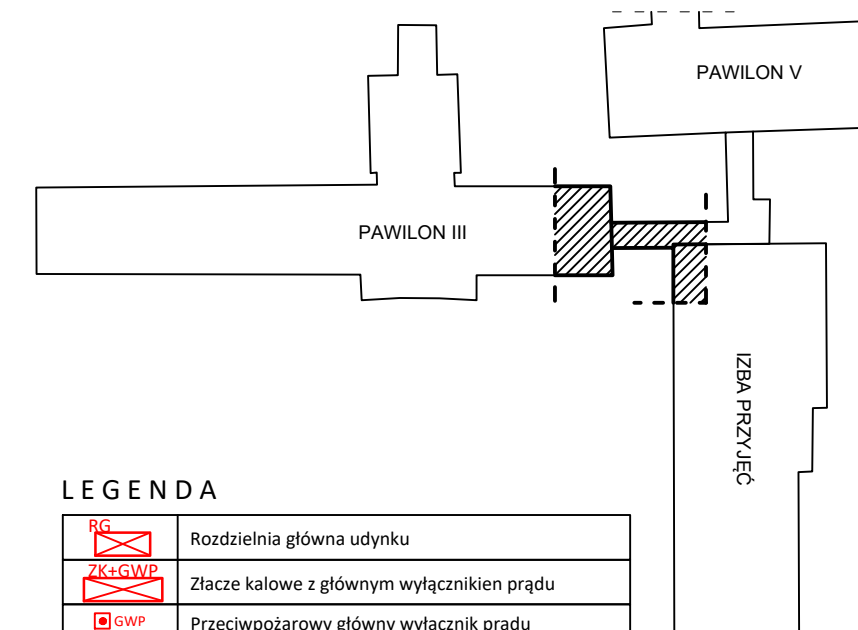 PAWILON V
PAWILON III
IZBA PRZYJĘĆ
LEGENDA
RG
Rozdzielnia główna udynku
ZK+GWP
Złacze kalowe z głównym wyłącznikien prądu
GWP
Przeciwpożarowy główny wyłącznik prądu